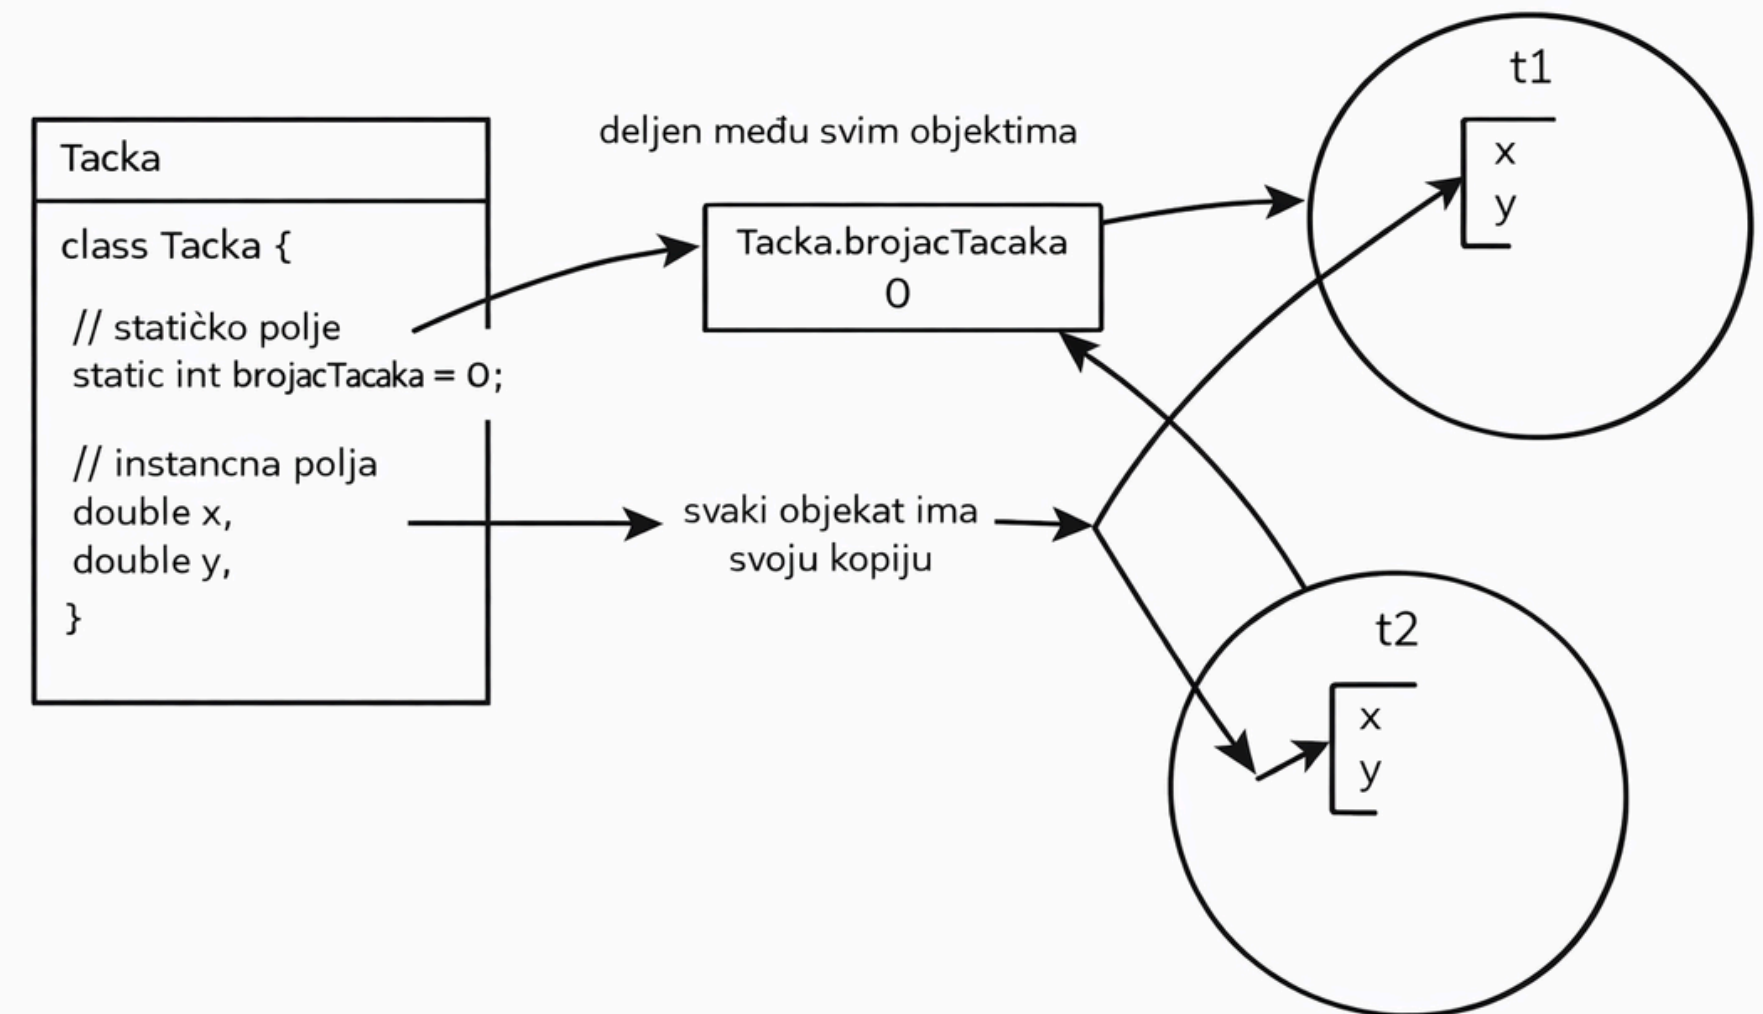 Tacka
class Tacka {
// statičko polje
static int brojacTacaka = 0;
// instancna polja
double x,
double y,
}
deljen među svim objektima
Tacka.brojacTacaka
0
svaki objekat ima
svoju kopiju
t1
x
y
t2
x
y